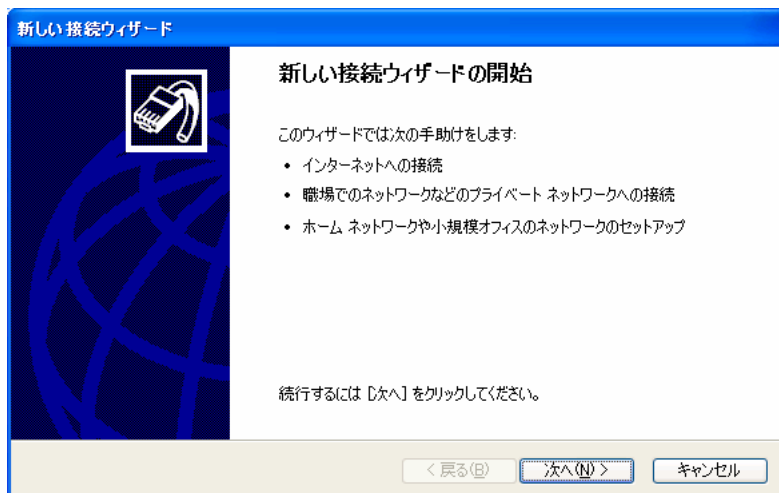 新しい接続ウィザード
新しい接続ウィザードの開始
このウィザードでは次の手助けをします:
• インターネットへの接続
• 職場でのネットワークなどのプライベート ネットワークへの接続
• ホーム ネットワークや小規模オフィスのネットワークのセットアップ
続行するには [次へ] をクリックしてください。
< 戻る(B)
次へ(N) >
キャンセル